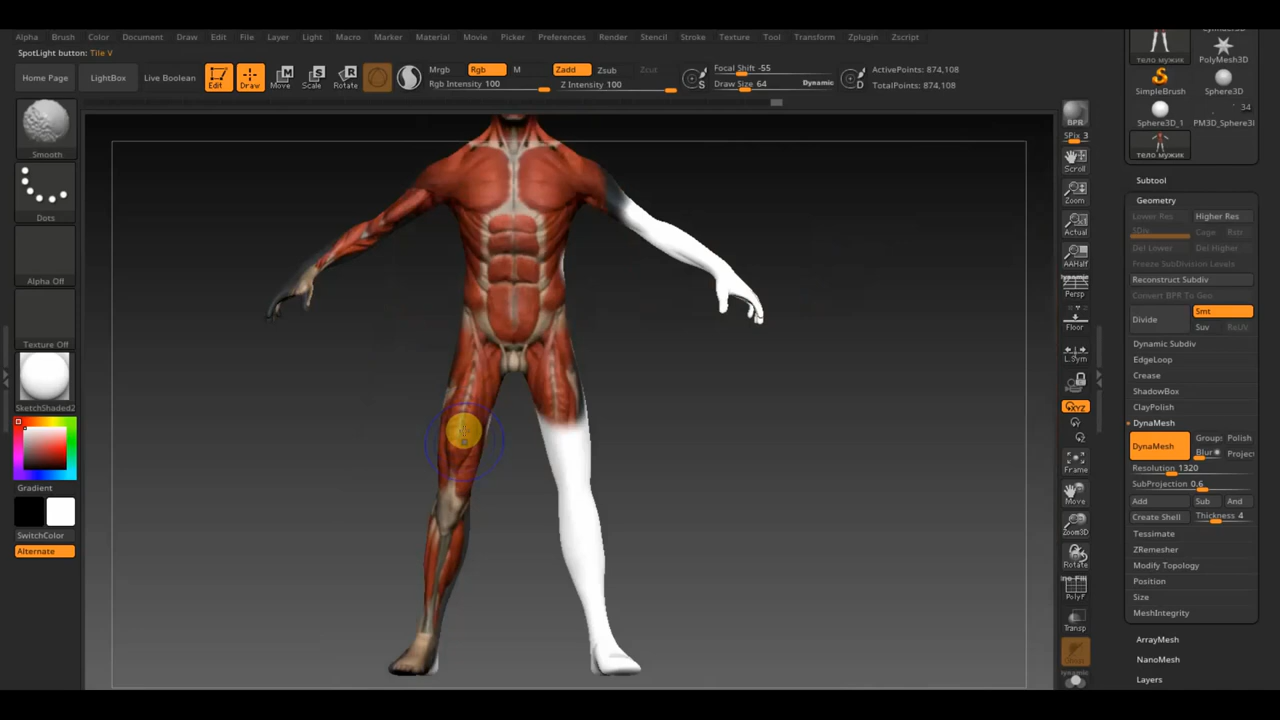 Alpha Brush Color Document Draw Edit File Layer Light Macro Marker Material Movie Picker Preferences Render Stencil Stroke Texture Tool Transform Zplugin Zscript
SpotLight button: Tile V
Home Page
LightBox
Live Boolean
Edit
Draw
Move
Scale
Rotate
Mrgb Rgb M
Rgb Intensity 100
Zadd Zsub Zcut
Z Intensity 100
S
Focal Shift -55
Draw Size 64 Dynamic
D
ActivePoints: 874,108
TotalPoints: 874,108
Smooth
Dots
Alpha Off
Texture Off
SketchShaded2
Gradient
SwitchColor
Alternate
BPR
SPix 3
Scroll
Zoom
Actual
AAHalf
Dynamic
Persp
Floor
L.Sym
XYZ
Frame
Move
Zoom3D
Rotate
PolyF
Transp
Dynamic
тело мужик
PolyMesh3D
SimpleBrush
Sphere3D
34
Sphere3D_1
PM3D_Sphere3I
тело мужик
Subtool
Geometry
Lower Res
Higher Res
SDiv
Cage
Rstr
Del Lower
Del Higher
Freeze SubDivision Levels
Reconstruct Subdiv
Convert BPR To Geo
Divide
Smt
Suv
ReUV
Dynamic Subdiv
EdgeLoop
Crease
ShadowBox
ClayPolish
DynaMesh
DynaMesh
Group: Polish
Blur Projec
Resolution 1320
SubProjection 0.6
Add Sub And
Create Shell
Thickness 4
Tessimate
ZRemesher
Modify Topology
Position
Size
MeshIntegrity
ArrayMesh
NanoMesh
Layers